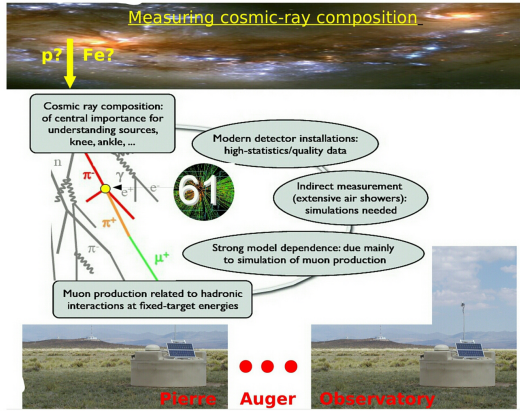 Measuring cosmic-ray composition
p? Fe?
Cosmic ray composition:
of central importance for
understanding sources,
knee, ankle, ...
Modern detector installations:
high-statistics/quality data
n
π-
γ
e+
e-
61
Indirect measurement
(extensive air showers):
simulations needed
π+
π-
μ+
Strong model dependence: due mainly
to simulation of muon production
Muon production related to hadronic
interactions at fixed-target energies
Pierre Auger Observatory